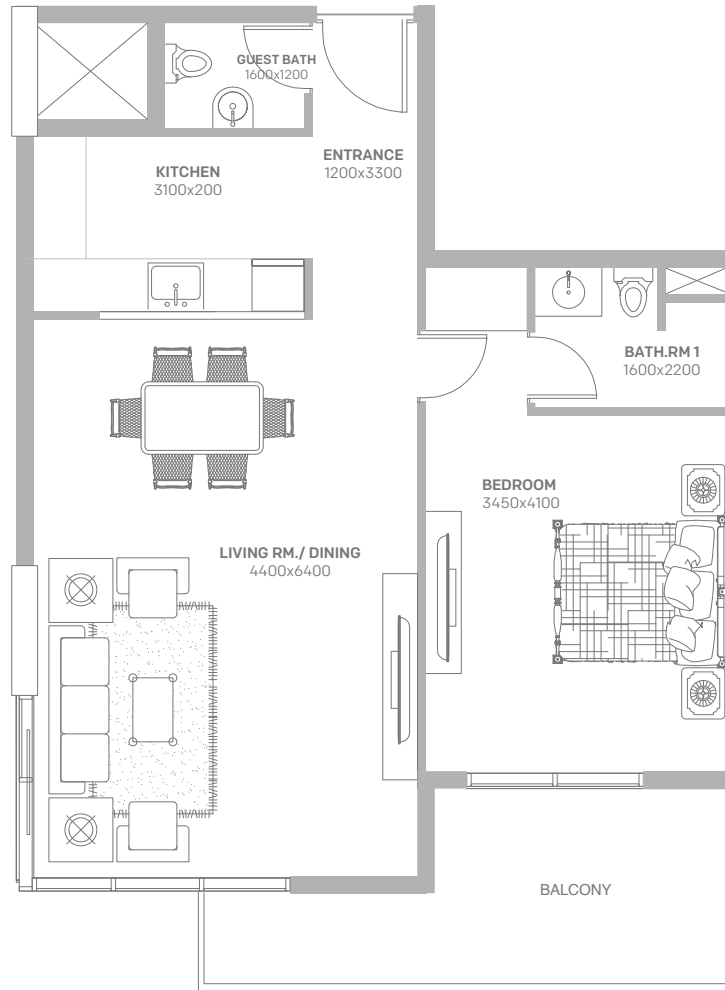 GUEST BATH
1600x1200
KITCHEN
3100x200
ENTRANCE
1200x3300
BATH.RM 1
1600x2200
BEDROOM
3450x4100
LIVING RM./ DINING
4400x6400
BALCONY